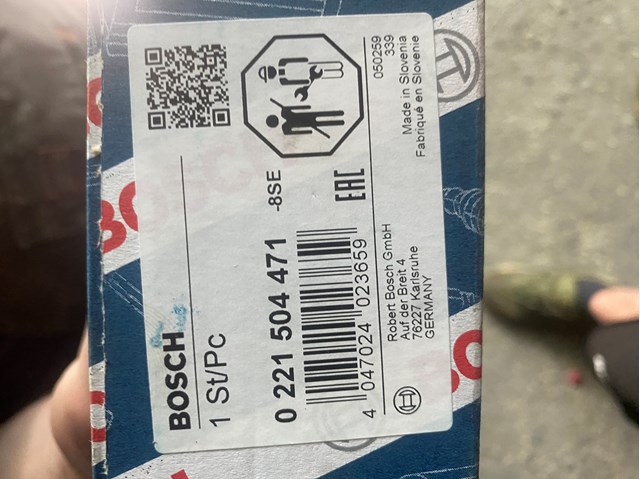 BOSCH
1 St/Pc
0 221 504 471
-8SE
4 047024 023659
EAC
Robert Bosch GmbH
Auf der Breit 4
76227 Karlsruhe
GERMANY
050259
339
Made in Slovenia
Fabriqué en Slovénie